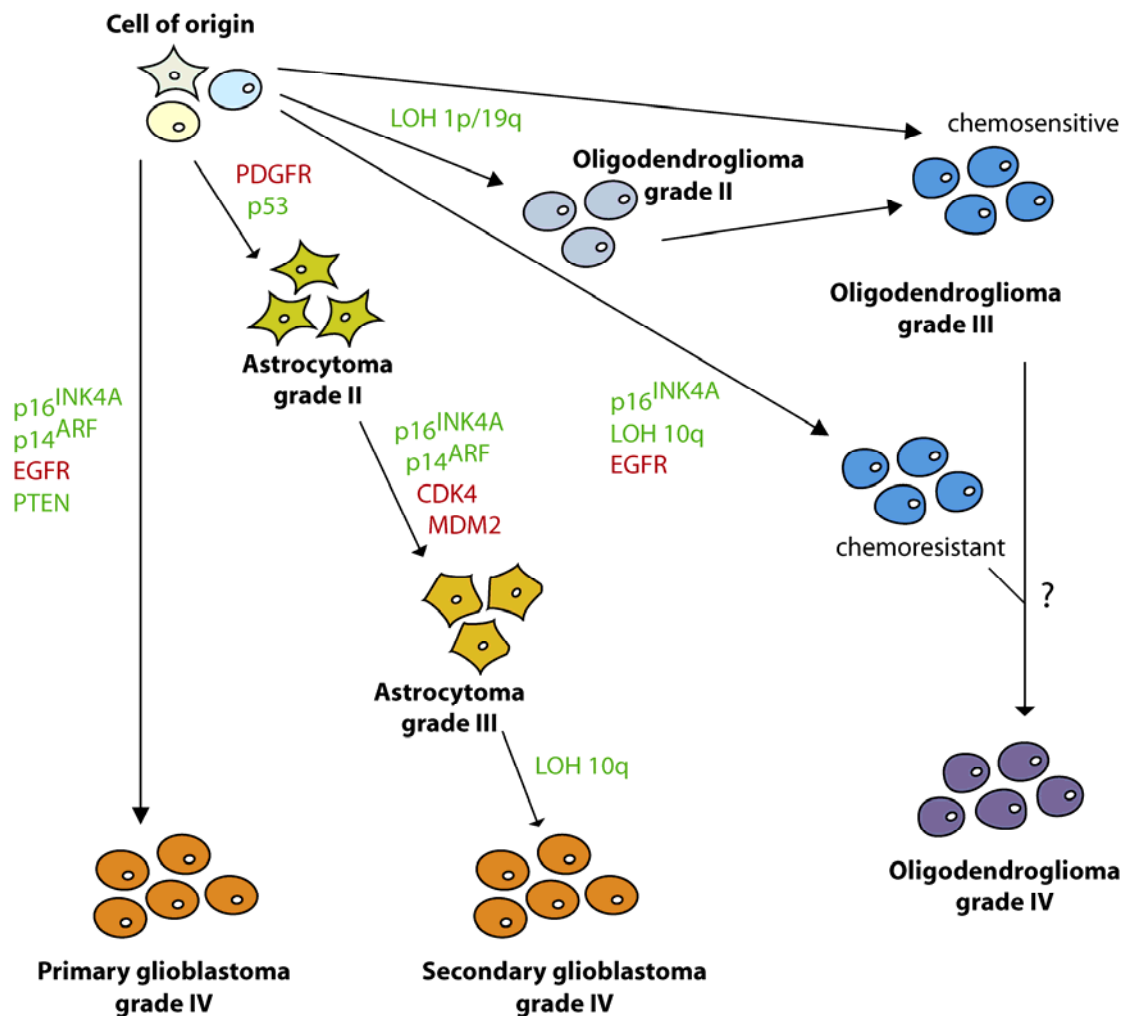 Cell of origin
LOH 1p/19q
chemosensitive
Oligodendroglioma
grade II
PDGFR
p53
Oligodendroglioma
grade III
Astrocytoma
grade II
p16INK4A
p14ARF
EGFR
PTEN
p16INK4A
p14ARF
CDK4
MDM2
p16INK4A
LOH 10q
EGFR
chemoresistant
?
Astrocytoma
grade III
LOH 10q
Oligodendroglioma
grade IV
Primary glioblastoma
grade IV
Secondary glioblastoma
grade IV